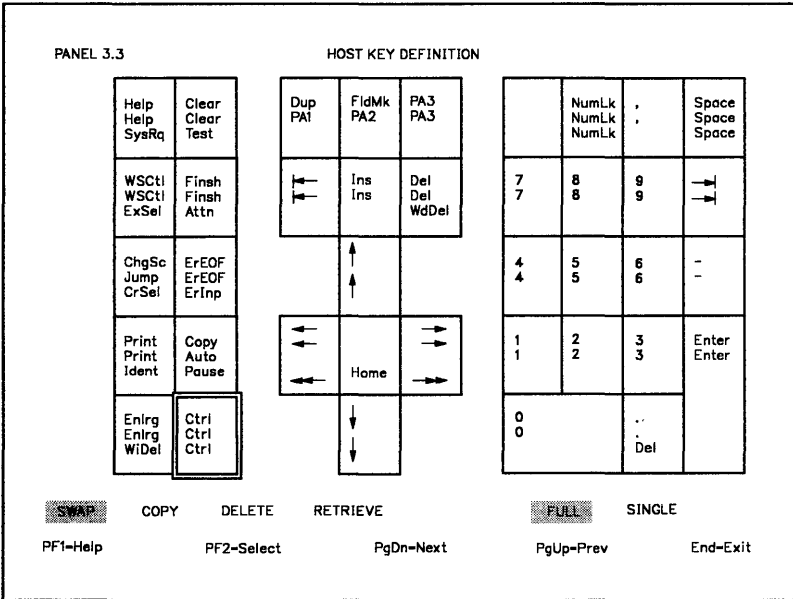 PANEL 3.3 HOST KEY DEFINITION
Help Clear Dup FldMk PA3 NumLk , Space
Help Clear PA1 PA2 PA3 NumLk , Space
SysRq Test NumLk Space
WSCtl Finsh Ins Del 7 8 9
WSCtl Finsh Ins Del 7 8 9
ExSel Attn WdDel
ChgSc ErEOF 4 5 6 -
Jump ErEOF 4 5 6 -
CrSel ErInp
Print Copy 1 2 3 Enter
Print Auto 1 2 3 Enter
Ident Pause Home
Enlrg Ctrl 0 .
Enlrg Ctrl 0 .
WiDel Ctrl Del
SWAP COPY DELETE RETRIEVE FULL SINGLE
PF1-Help PF2-Select PgDn-Next PgUp-Prev End-Exit